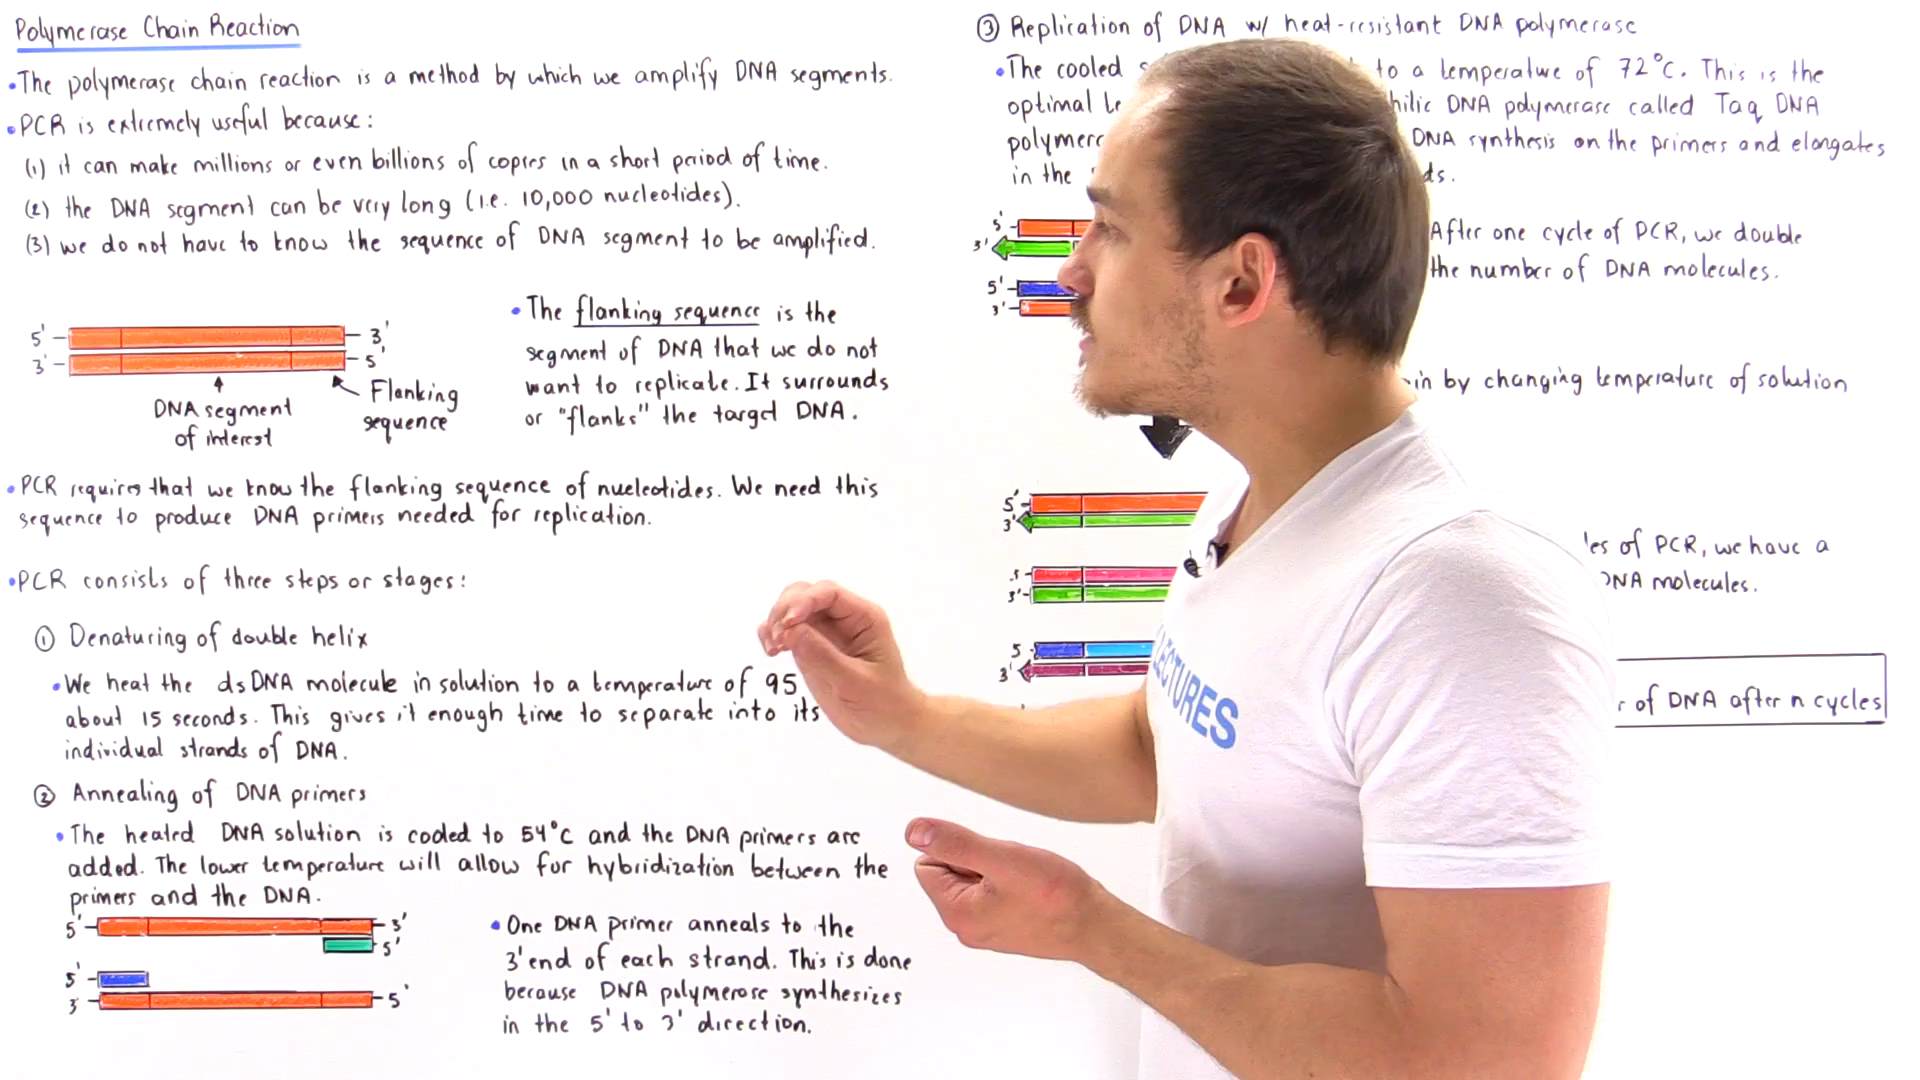 Polymerase Chain Reaction
•The polymerase chain reaction is a method by which we amplify DNA segments.
•PCR is extremely useful because:
(1) it can make millions or even billions of copies in a short period of time.
(2) the DNA segment can be very long (i.e. 10,000 nucleotides).
(3) we do not have to know the sequence of DNA segment to be amplified.
5' 3'
3' 5'
DNA segment
of interest
Flanking
sequence
• The flanking sequence is the
segment of DNA that we do not
want to replicate. It surrounds
or "flanks" the target DNA.
•PCR requires that we know the flanking sequence of nucleotides. We need this
sequence to produce DNA primers needed for replication.
•PCR consists of three steps or stages:
① Denaturing of double helix
•We heat the dsDNA molecule in solution to a temperature of 95
about 15 seconds. This gives it enough time to separate into its
individual strands of DNA.
② Annealing of DNA primers
•The heated DNA solution is cooled to 54°C and the DNA primers are
added. The lower temperature will allow for hybridization between the
primers and the DNA.
5' 3'
5'
5'
3' 5'
• One DNA primer anneals to the
3' end of each strand. This is done
because DNA polymerase synthesizes
in the 5' to 3' direction.
③ Replication of DNA w/ heat-resistant DNA polymerase
•The cooled to a temperature of 72°C. This is the
optimal DNA polymerase called Taq DNA
DNA synthesis on the primers and elongates
in the
5'
3'
5'
3'
After one cycle of PCR, we double
the number of DNA molecules.
by changing temperature of solution
5'
3'
5
3'
5
3'
of PCR, we have a
DNA molecules.
of DNA after n cycles
LECTURES